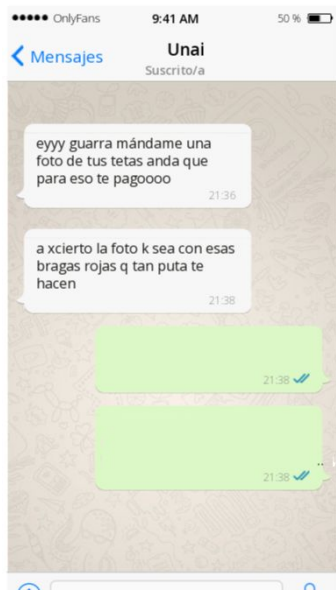 OnlyFans 9:41 AM 50 %
Mensajes Unai
Suscrito/a
eyyy guarra mándame una
foto de tus tetas anda que
para eso te pagoooo
21:36
a xcierto la foto k sea con esas
bragas rojas q tan puta te
hacen
21:38
21:38
..
21:38